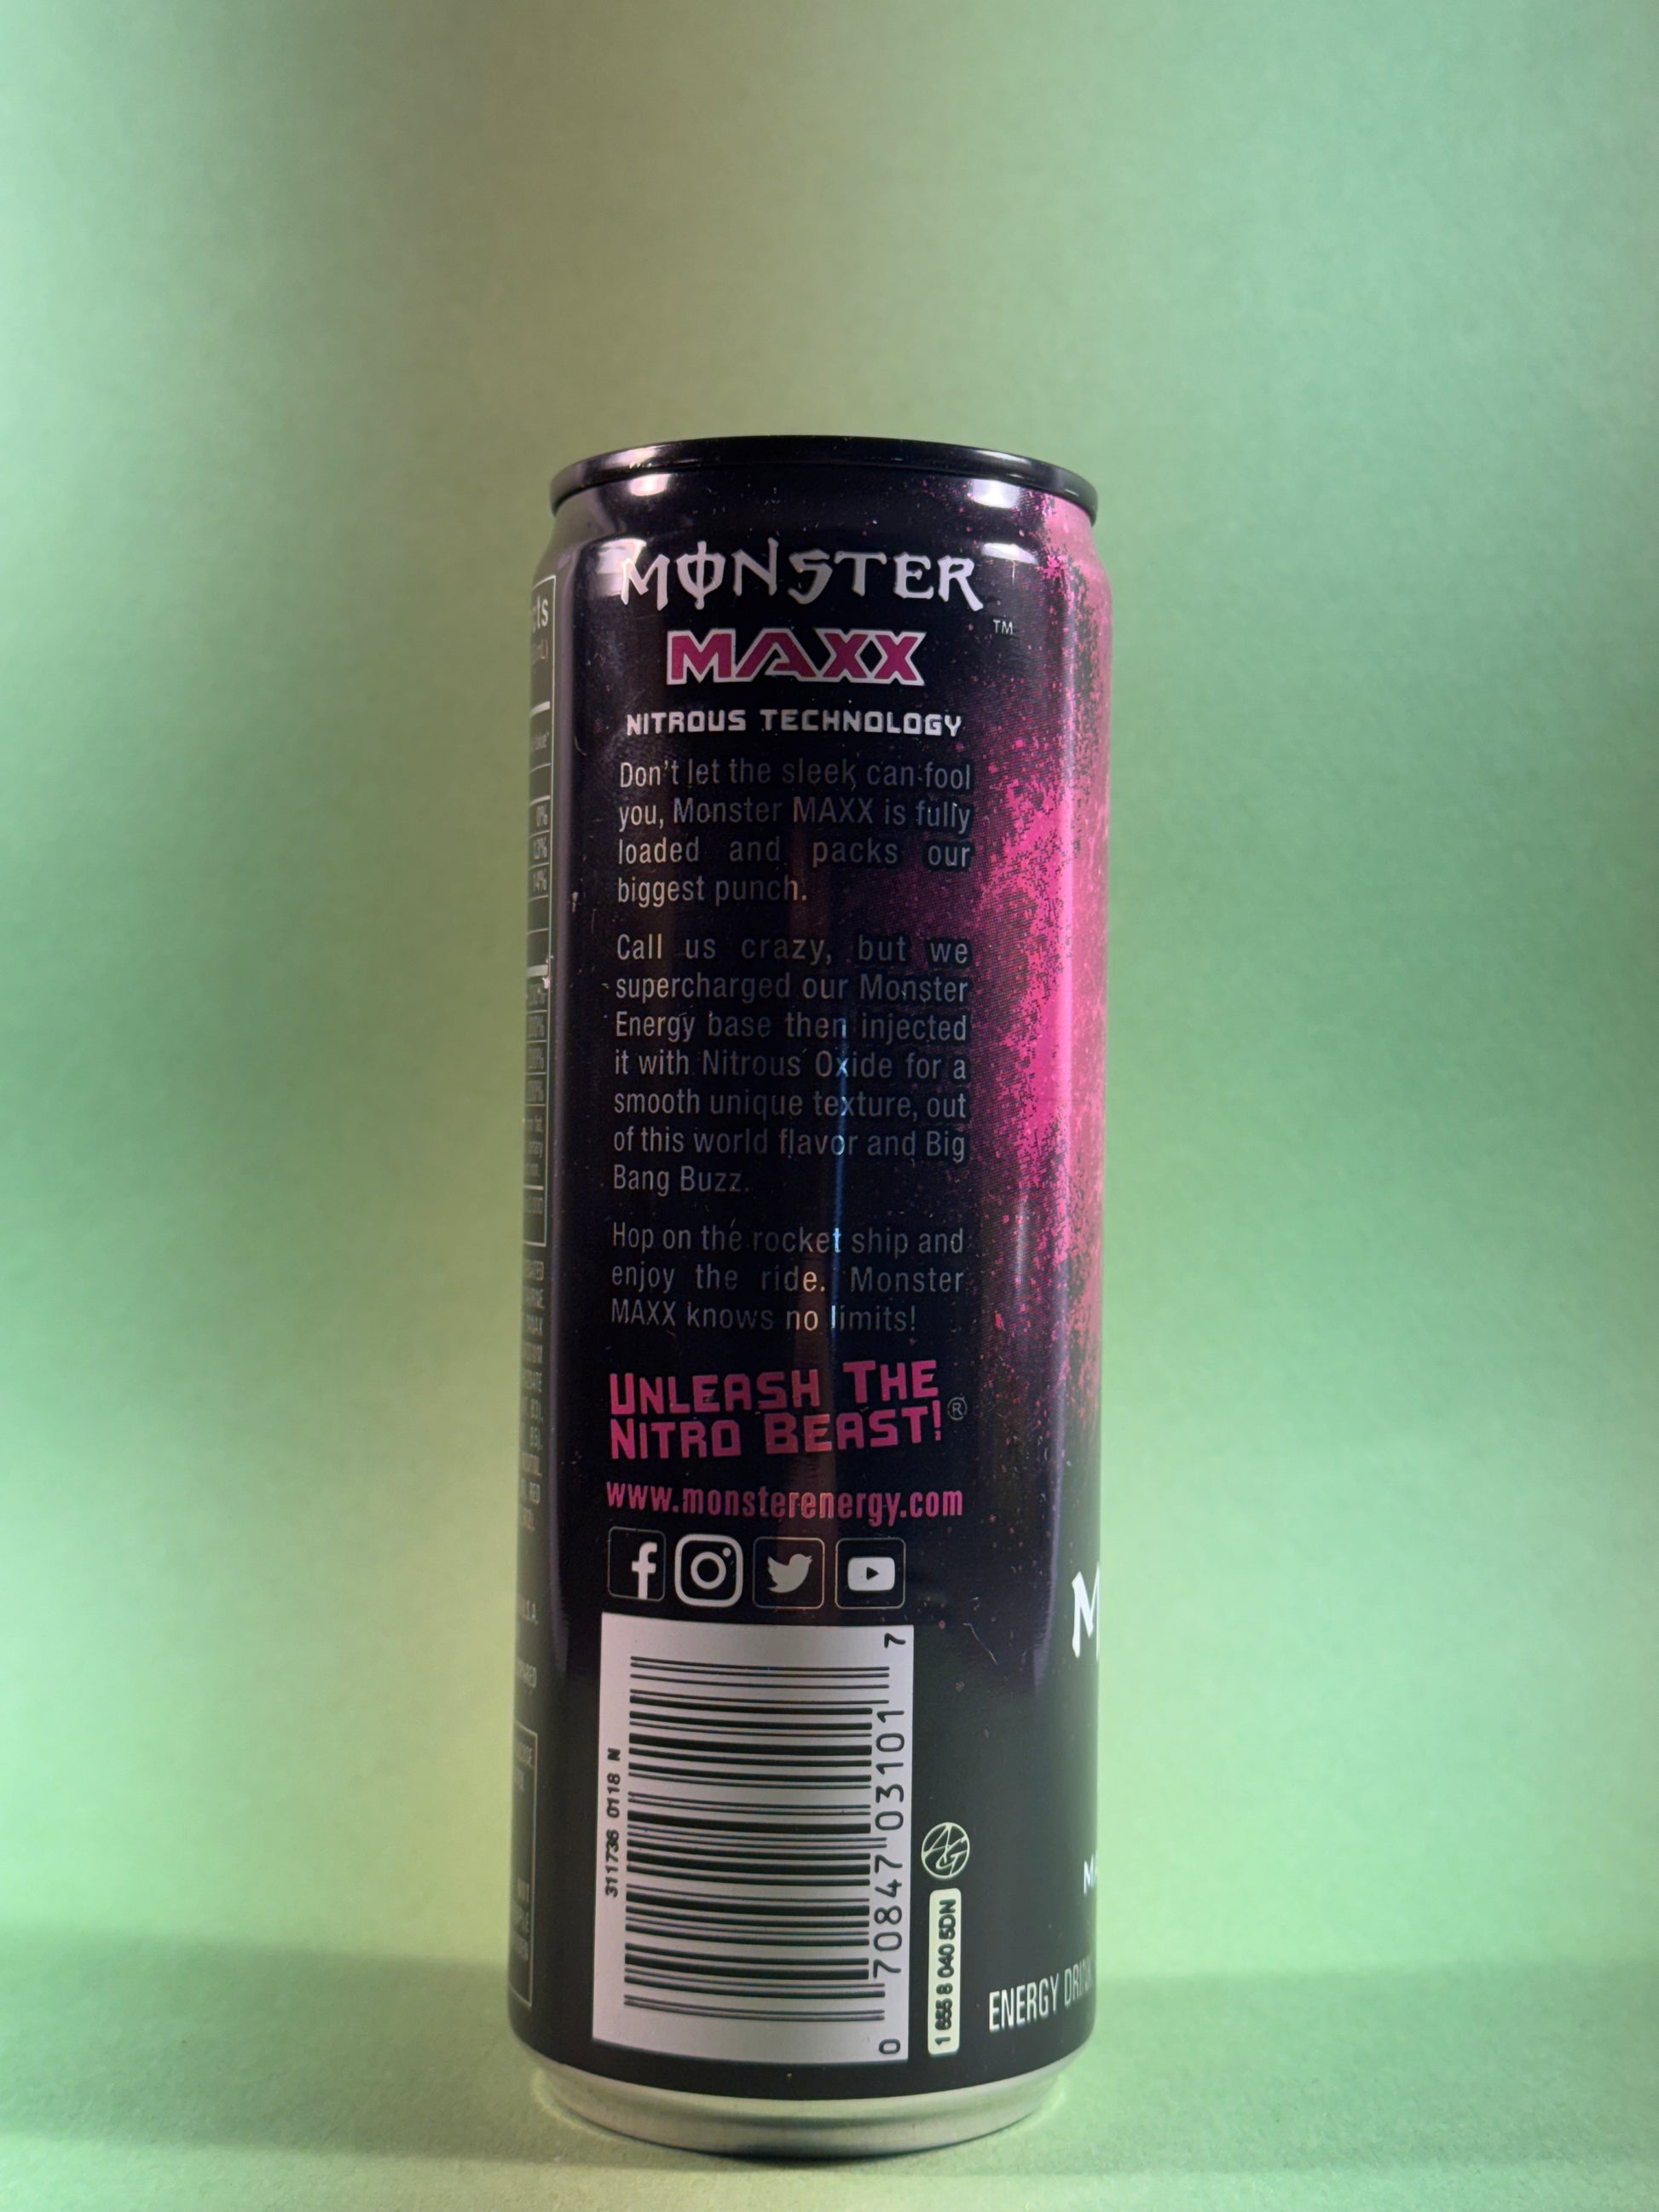 MONSTER
MAXX™
NITROUS TECHNOLOGY
Don't let the sleek can fool
you, Monster MAXX is fully
loaded and packs our
biggest punch.
Call us crazy, but we
supercharged our Monster
Energy base then injected
it with Nitrous Oxide for a
smooth unique texture, out
of this world flavor and Big
Bang Buzz.
Hop on the rocket ship and
enjoy the ride. Monster
MAXX knows no limits!
UNLEASH THE
NITRO BEAST!®
www.monsterenergy.com
311736 0118 N
0 70847 03101 7
1 655 8 040 5DN
ENERGY DRINK